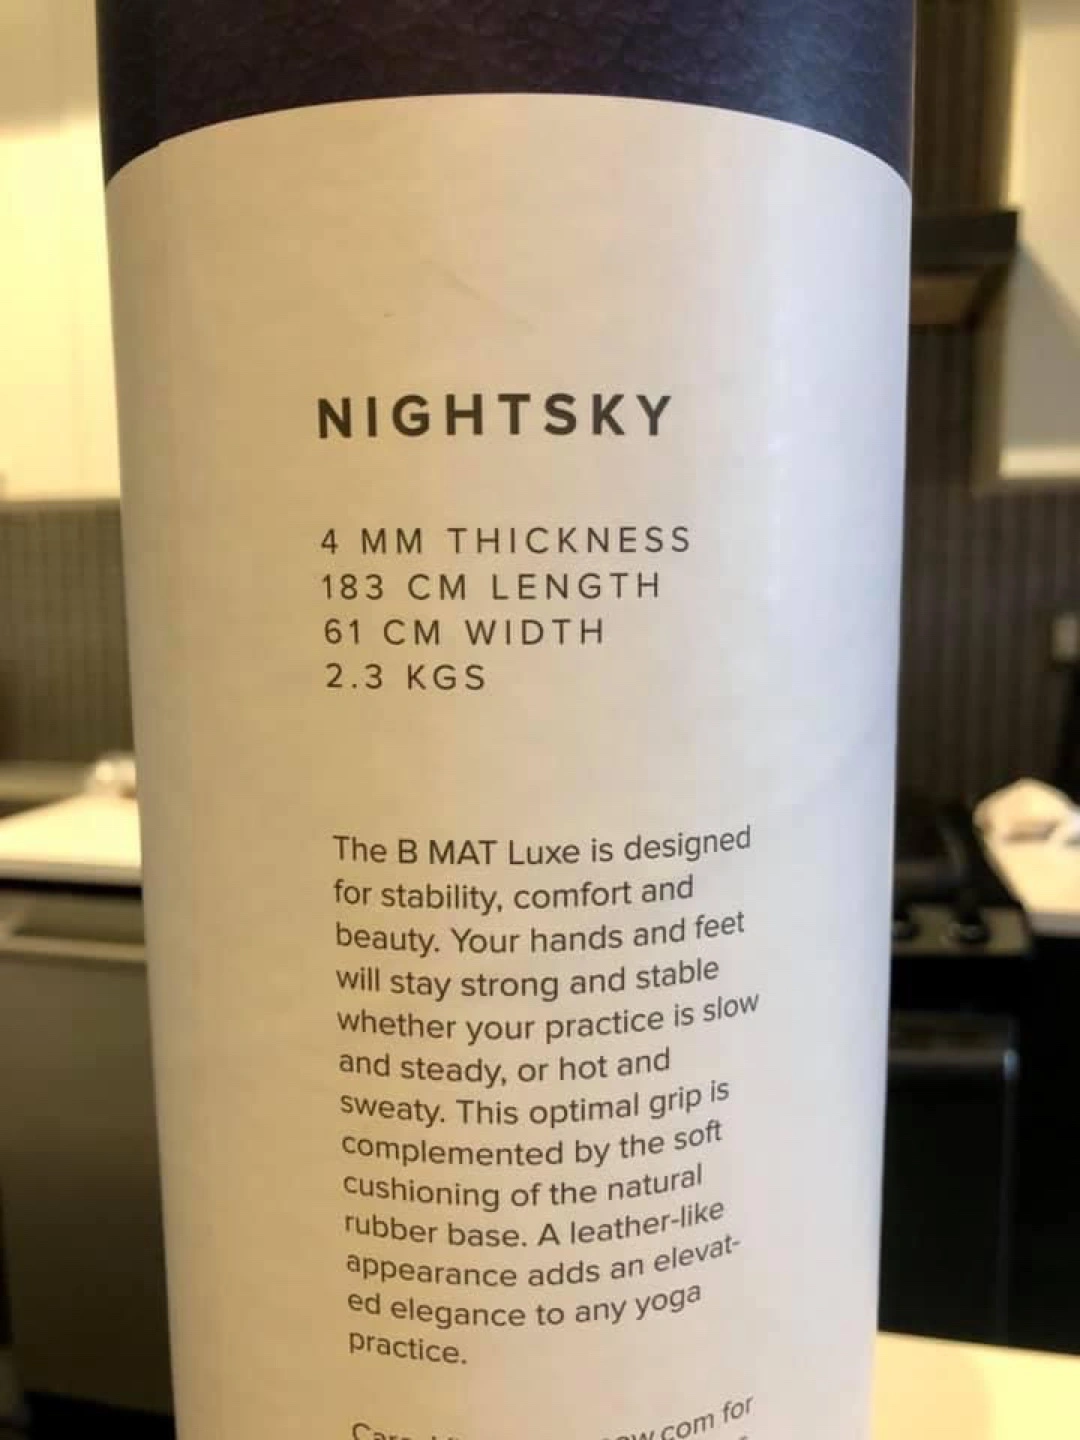 NIGHTSKY
4 MM THICKNESS
183 CM LENGTH
61 CM WIDTH
2.3 KGS
The B MAT Luxe is designed
for stability, comfort and
beauty. Your hands and feet
will stay strong and stable
whether your practice is slow
and steady, or hot and
sweaty. This optimal grip is
complemented by the soft
cushioning of the natural
rubber base. A leather-like
appearance adds an elevat-
ed elegance to any yoga
practice.
com for